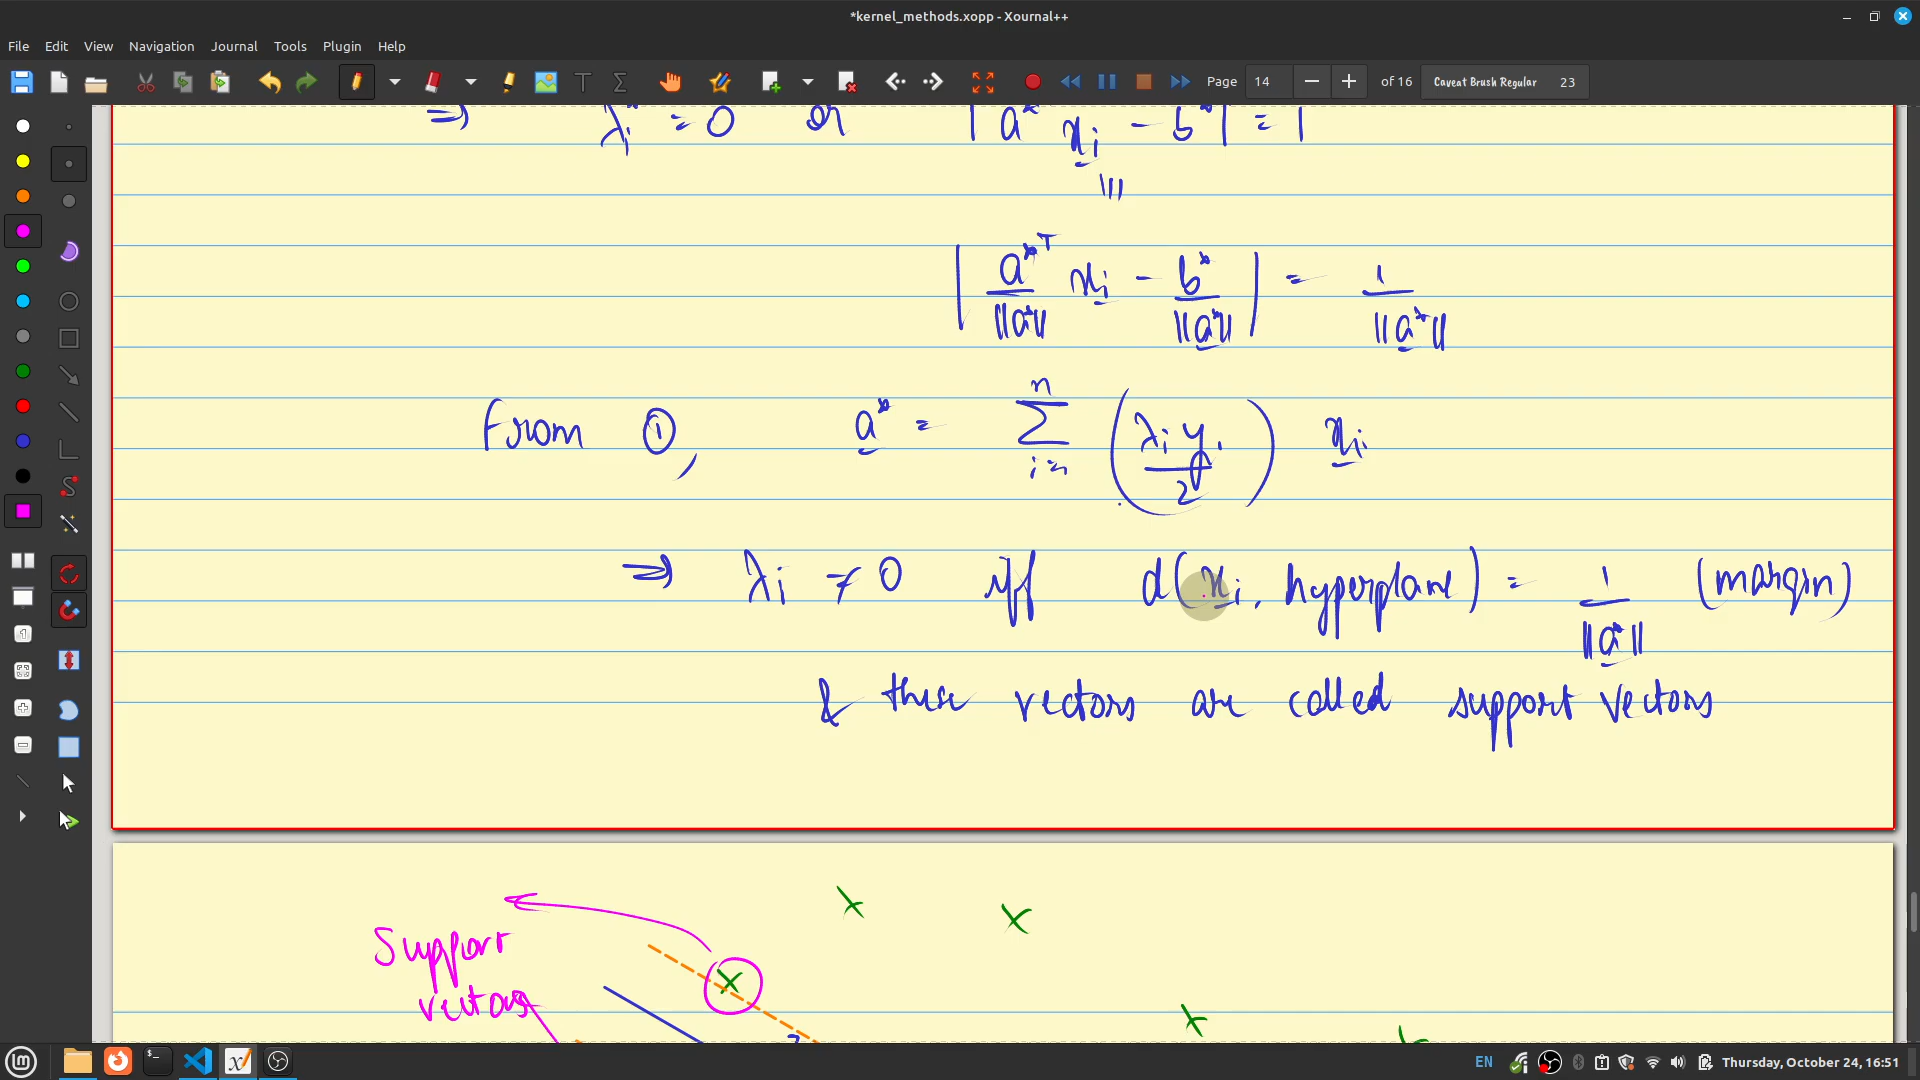 *kernel_methods.xopp - Xournal++
File Edit View Navigation Journal Tools Plugin Help
Page 14 of 16 Caveat Brush Regular 23
⇒ λi* = 0 or | a* xi - b* | = 1
| a*ᵀ/‖a*‖ xi - b*/‖a*‖ | = 1/‖a*‖
From ①, a* = Σ i= n (λi yi / 2) xi
⇒ λi ≠ 0 iff d(xi, hyperplane) = 1/‖a*‖ (margin)
& these vectors are called support vectors
Support
vectors
EN Thursday, October 24, 16:51